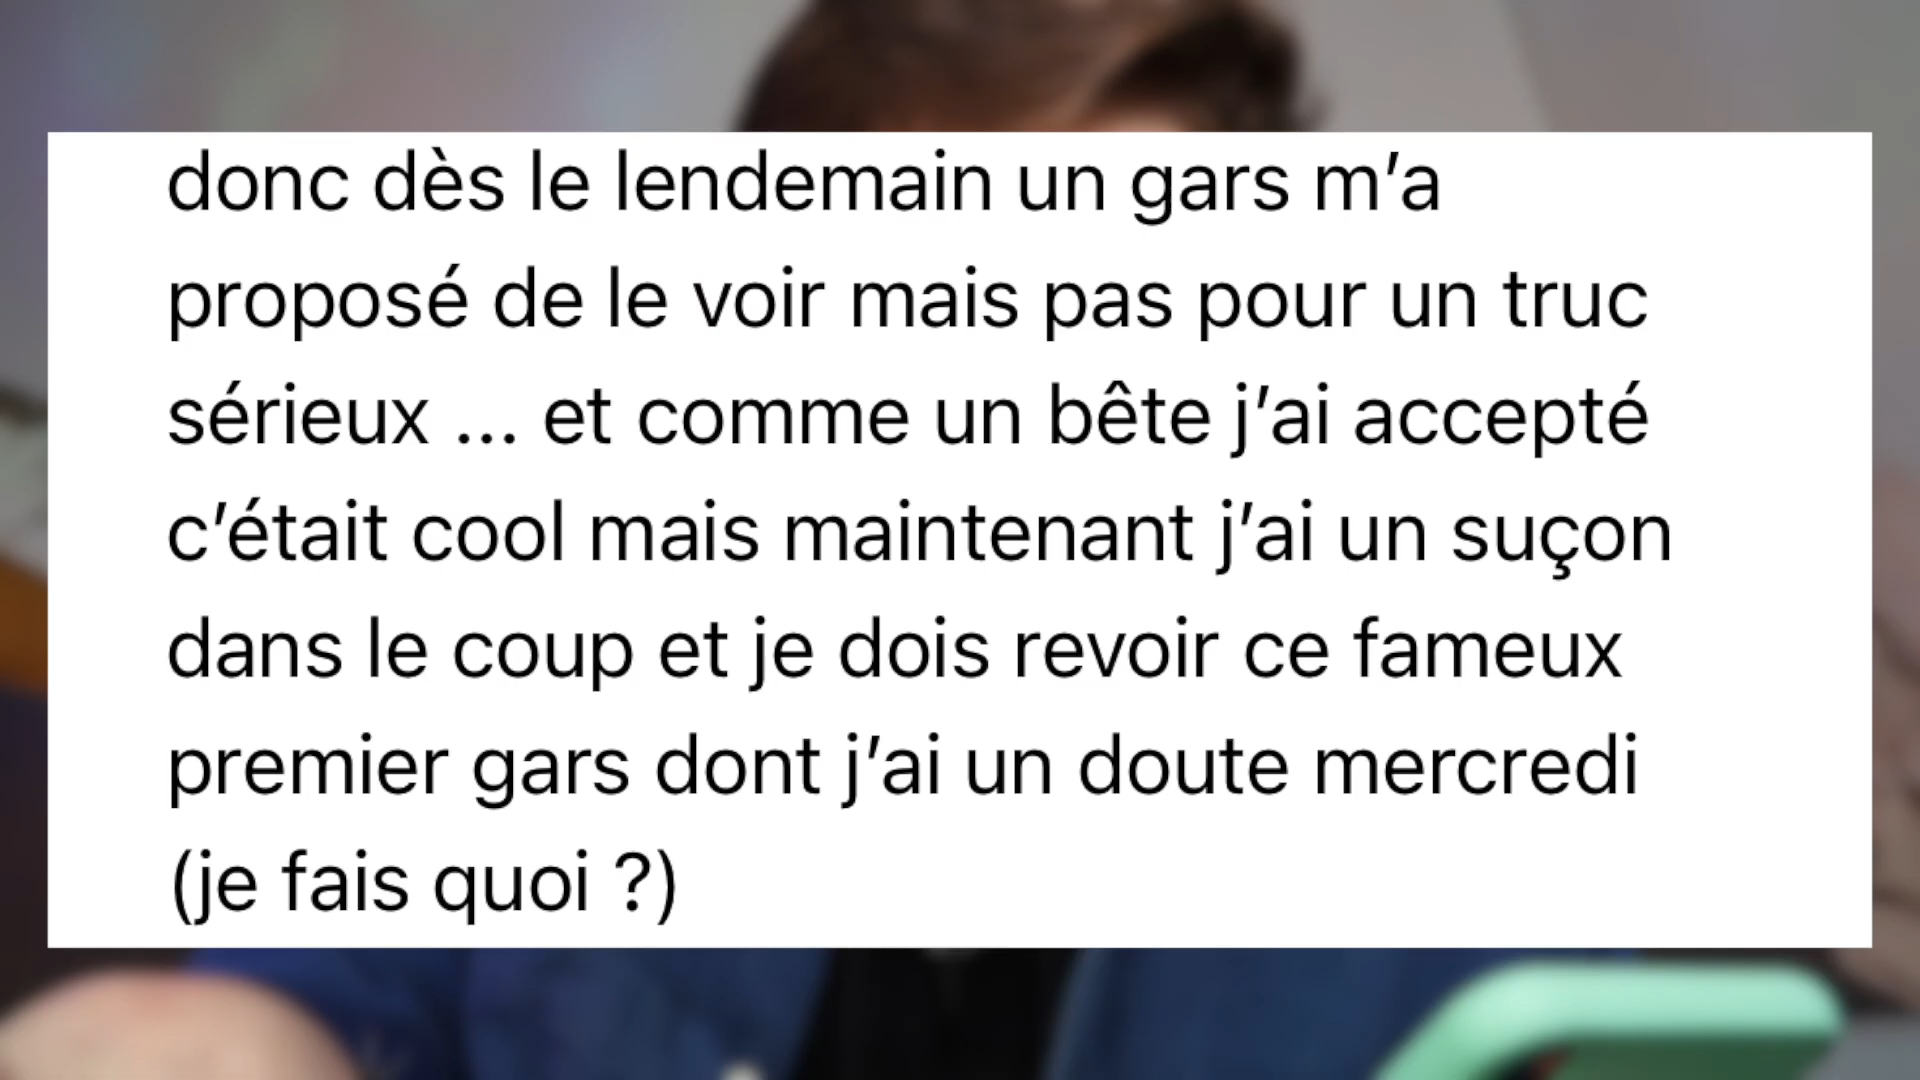 donc dès le lendemain un gars m’a
proposé de le voir mais pas pour un truc
sérieux ... et comme un bête j’ai accepté
c’était cool mais maintenant j’ai un suçon
dans le coup et je dois revoir ce fameux
premier gars dont j’ai un doute mercredi
(je fais quoi ?)